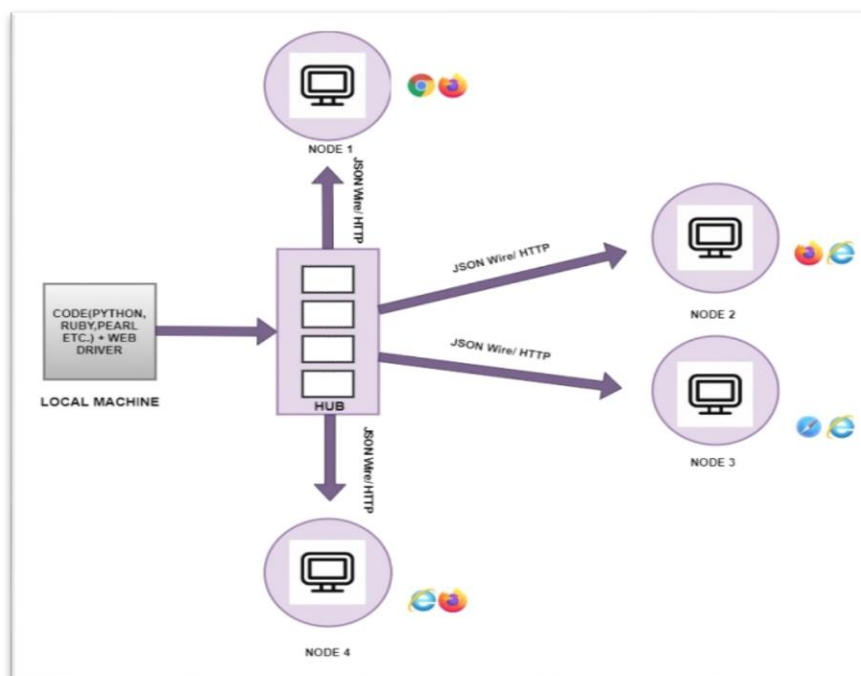 NODE 1
JSON Wire/ HTTP
JSON Wire/ HTTP
NODE 2
CODE(PYTHON,
RUBY,PEARL
ETC.) + WEB
DRIVER
LOCAL MACHINE
HUB
JSON Wire/ HTTP
NODE 3
JSON Wire/ HTTP
NODE 4